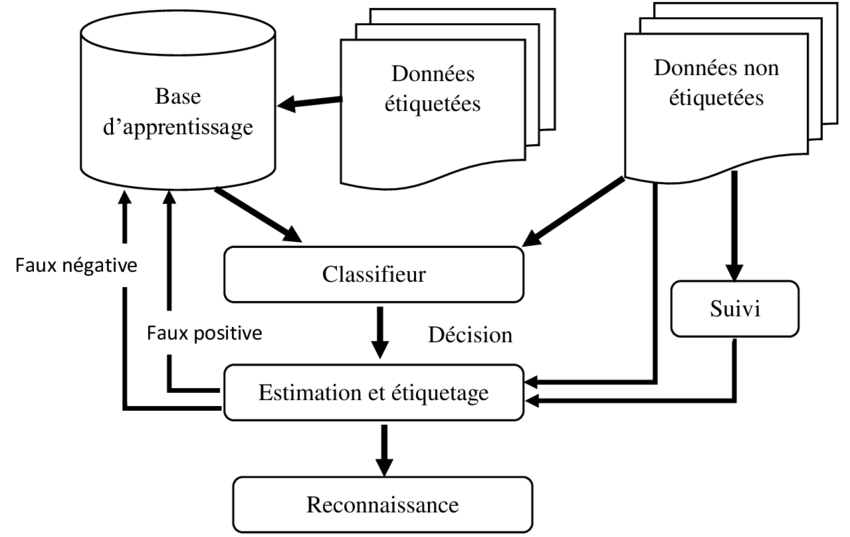 Base
d'apprentissage
Données
étiquetées
Données non
étiquetées
Faux négative
Classifieur
Suivi
Faux positive
Décision
Estimation et étiquetage
Reconnaissance